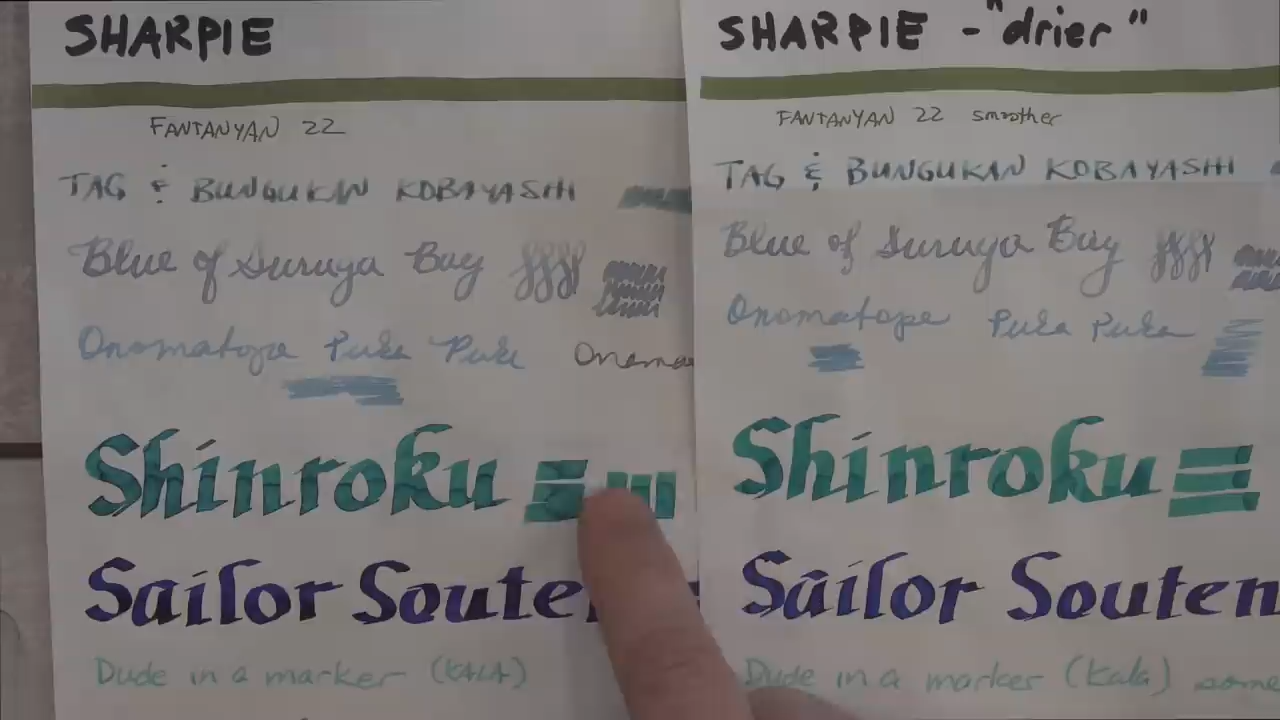 SHARPIE
FANTANYAN 22
TAG & BUNGUKAN KOBAYASHI
Blue of Suruga Bay
Onomatope Puka Puka
Shinroku
Sailor Soute
Dude in a marker (KALA)
SHARPIE - "drier"
FANTANYAN 22 smoother
TAG & BUNGUKAN KOBAYASHI
Blue of Suruga Bay
Onomatope Puka Puka
Shinroku
Sailor Souten
Dude in a marker (Kala) some